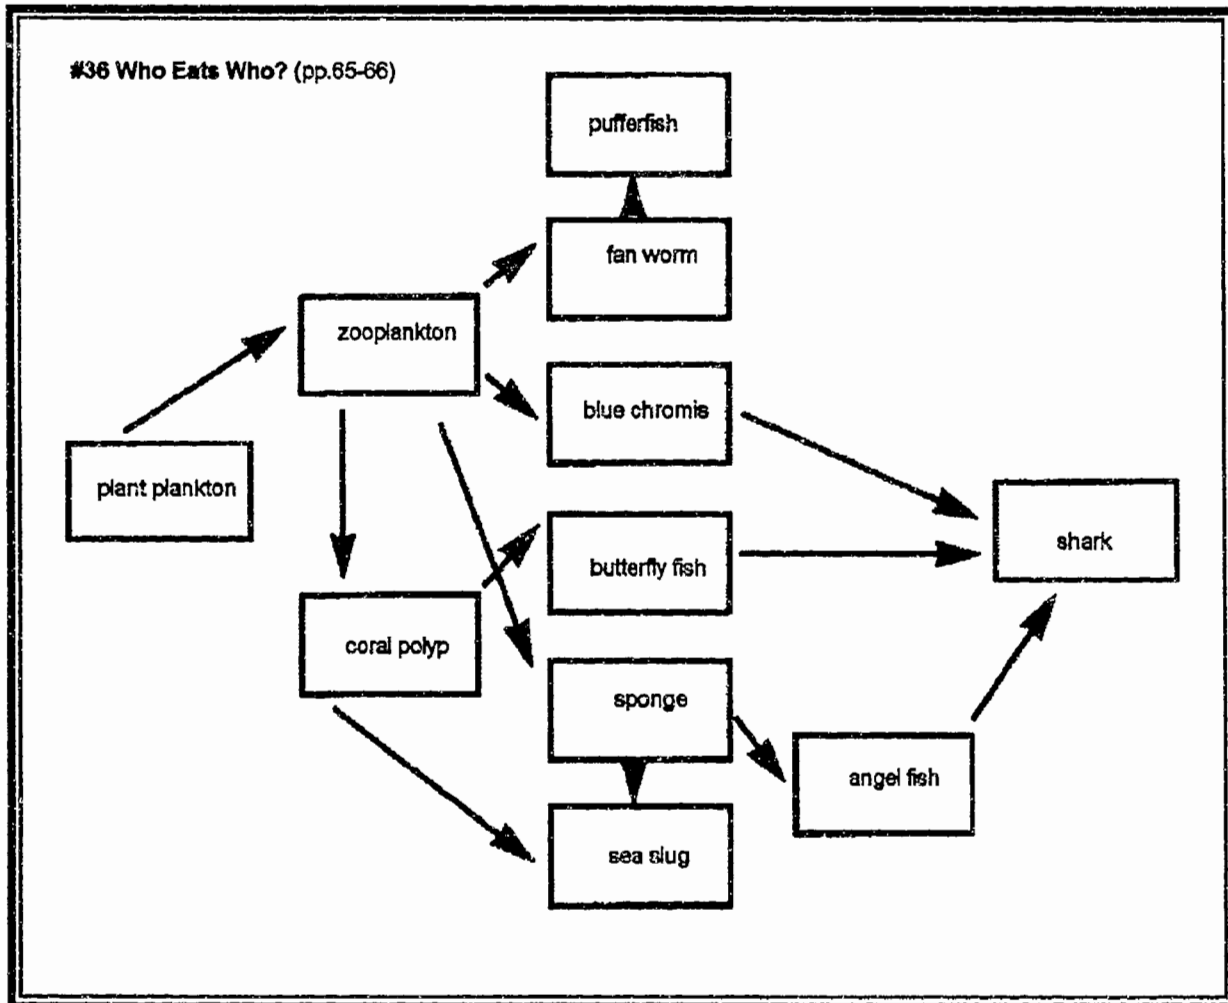 #36 Who Eats Who? (pp.65-66)
pufferfish
fan worm
zooplankton
blue chromis
plant plankton
shark
butterfly fish
coral polyp
sponge
angel fish
sea slug